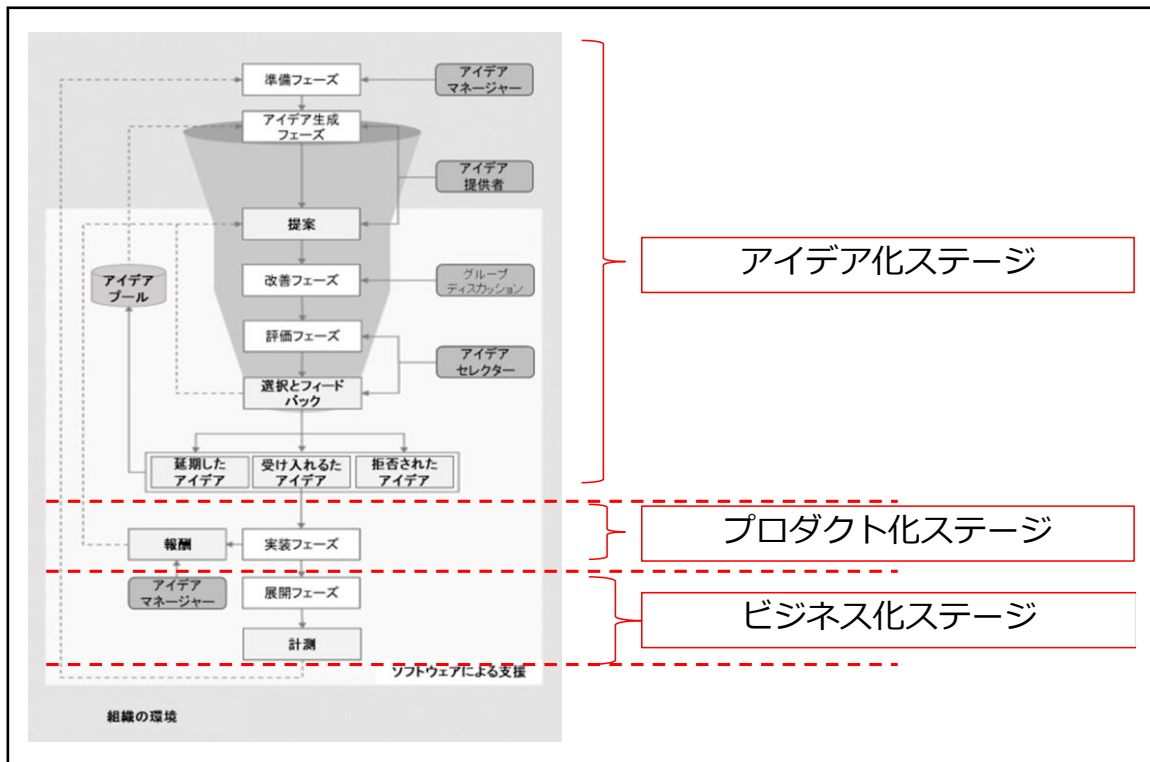 準備フェーズ
アイデア
マネージャー
アイデア生成
フェーズ
アイデア
提供者
提案
アイデア
プール
改善フェーズ
グループ
ディスカッション
評価フェーズ
アイデア
セレクター
選択とフィード
バック
延期した
アイデア
受け入れるた
アイデア
拒否された
アイデア
報酬
実装フェーズ
アイデア
マネージャー
展開フェーズ
計測
ソフトウェアによる支援
組織の環境
アイデア化ステージ
プロダクト化ステージ
ビジネス化ステージ